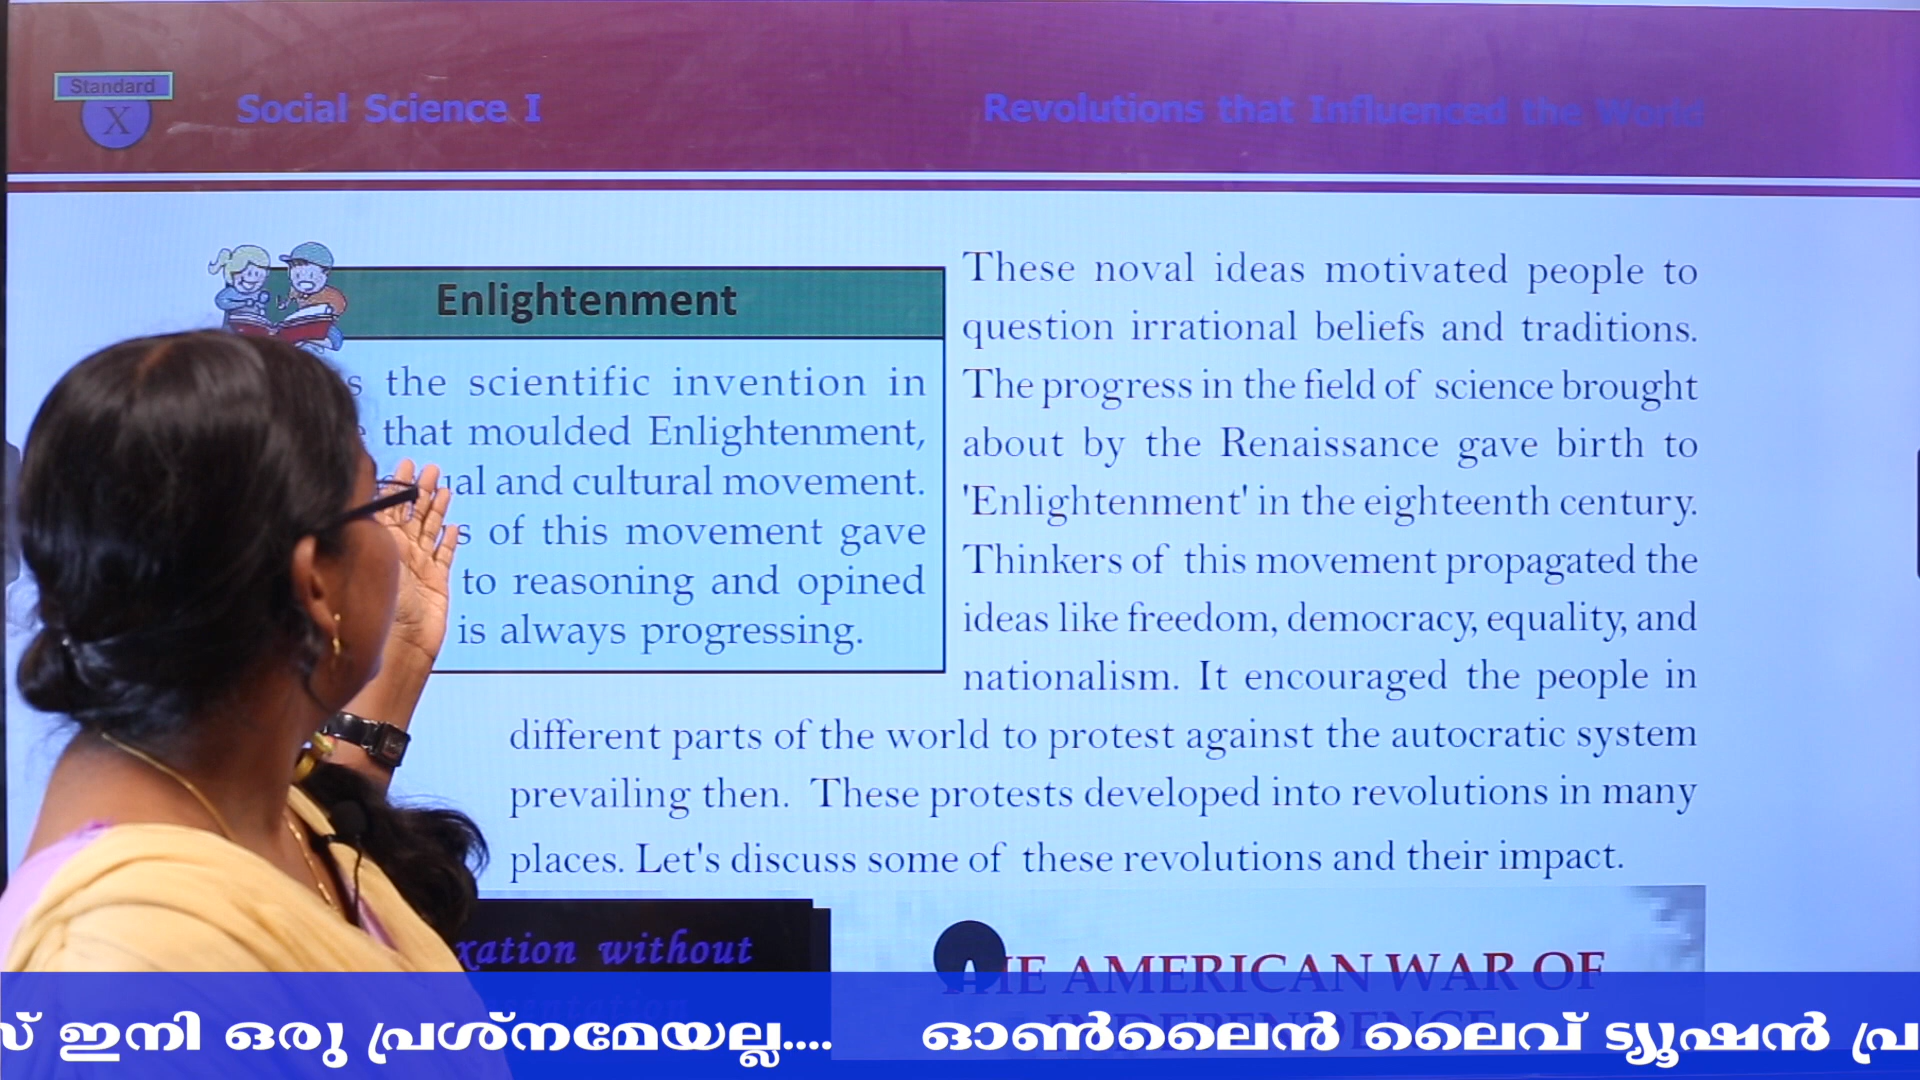 Standard
X
Social Science I
Revolutions that Influenced the World
Enlightenment
the scientific invention in
that moulded Enlightenment,
and cultural movement.
of this movement gave
to reasoning and opined
is always progressing.
These noval ideas motivated people to
question irrational beliefs and traditions.
The progress in the field of science brought
about by the Renaissance gave birth to
'Enlightenment' in the eighteenth century.
Thinkers of this movement propagated the
ideas like freedom, democracy, equality, and
nationalism. It encouraged the people in
different parts of the world to protest against the autocratic system
prevailing then. These protests developed into revolutions in many
places. Let's discuss some of these revolutions and their impact.
without
AMERICAN WAR OF
INDEPENDENCE
ഇനി ഒരു പ്രശ്നമേയല്ല.... ഓൺലൈൻ ലൈവ് ട്യൂഷൻ